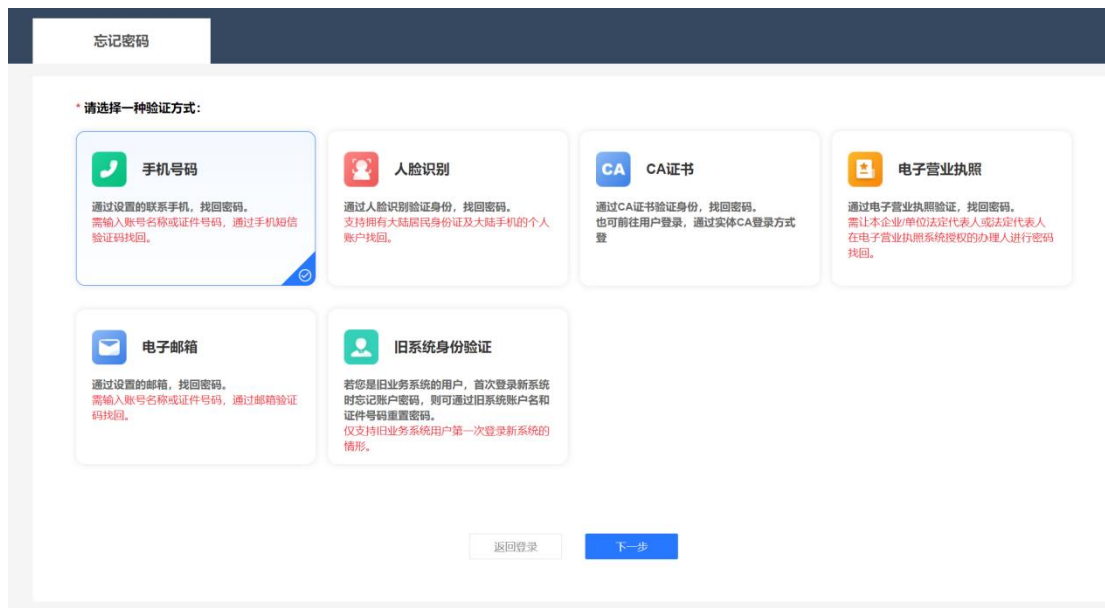 忘记密码
* 请选择一种验证方式：
手机号码
通过设置的联系手机，找回密码。
需输入账号名称或证件号码，通过手机短信
验证码找回。
人脸识别
通过人脸识别验证身份，找回密码。
支持拥有大陆居民身份证及大陆手机的个人
账户找回。
CA
CA证书
通过CA证书验证身份，找回密码。
也可前往用户登录，通过实体CA登录方式
登
电子营业执照
通过电子营业执照验证，找回密码。
需让本企业/单位法定代表人或法定代表人
在电子营业执照系统授权的办理人进行密码
找回。
电子邮箱
通过设置的邮箱，找回密码。
需输入账号名称或证件号码，通过邮箱验证
码找回。
旧系统身份验证
若您是旧业务系统的用户，首次登录新系统
时忘记账户密码，则可通过旧系统账户名和
证件号码重置密码。
仅支持旧业务系统用户第一次登录新系统的
情形。
返回登录
下一步